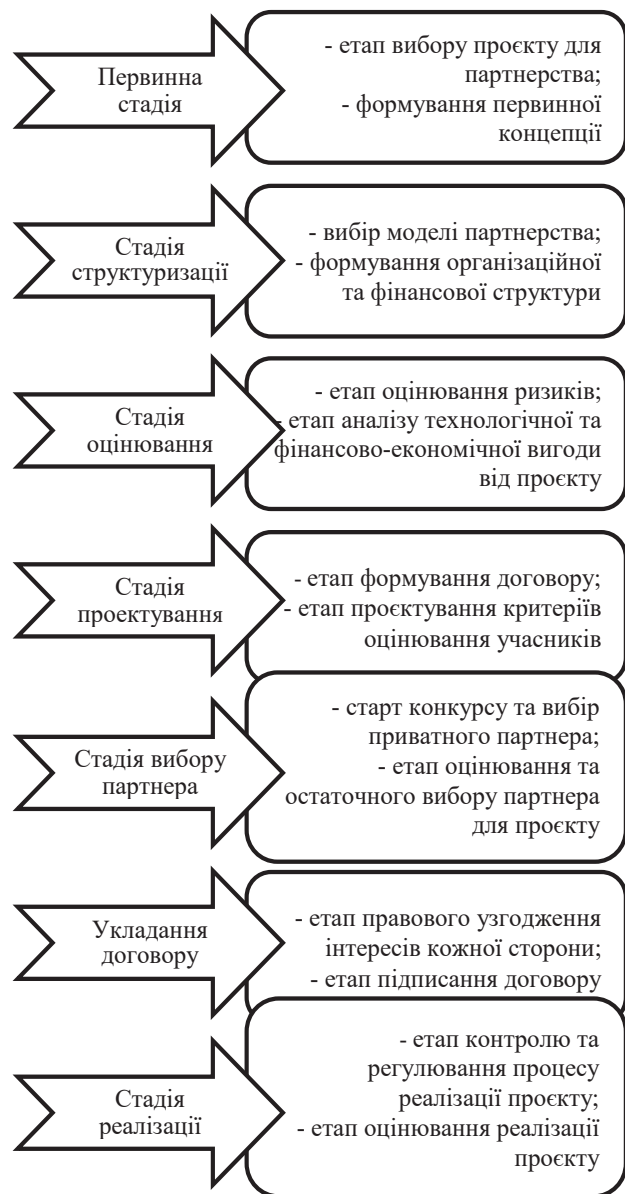 Первинна
стадія
- етап вибору проєкту для
партнерства;
- формування первинної
концепції
Стадія
структуризації
- вибір моделі партнерства;
- формування організаційної
та фінансової структури
Стадія
оцінювання
- етап оцінювання ризиків;
- етап аналізу технологічної та
фінансово-економічної вигоди
від проєкту
Стадія
проектування
- етап формування договору;
- етап проєктування критеріїв
оцінювання учасників
Стадія вибору
партнера
- старт конкурсу та вибір
приватного партнера;
- етап оцінювання та
остаточного вибору партнера
для проєкту
Укладання
договору
- етап правового узгодження
інтересів кожної сторони;
- етап підписання договору
Стадія
реалізації
- етап контролю та
регулювання процесу
реалізації проєкту;
- етап оцінювання реалізації
проєкту